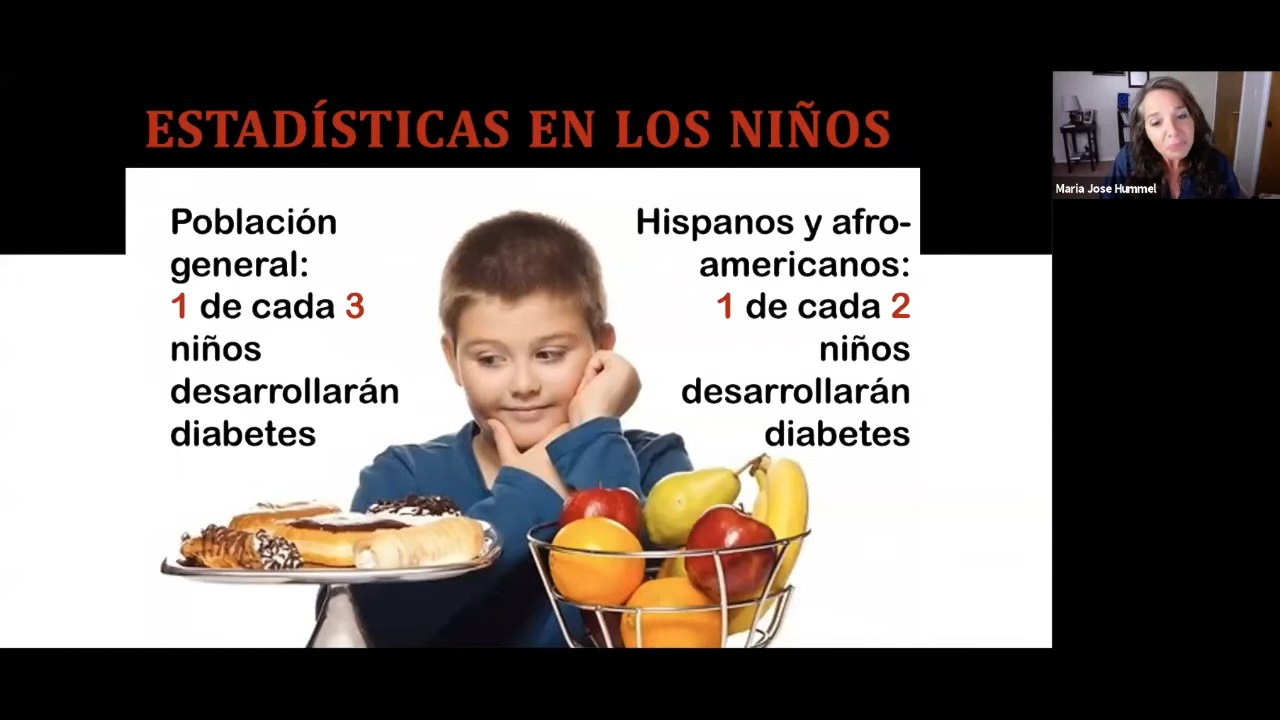 ESTADÍSTICAS EN LOS NIÑOS
Población
general:
1 de cada 3
niños
desarrollarán
diabetes
Hispanos y afro-
americanos:
1 de cada 2
niños
desarrollarán
diabetes
Maria Jose Hummel